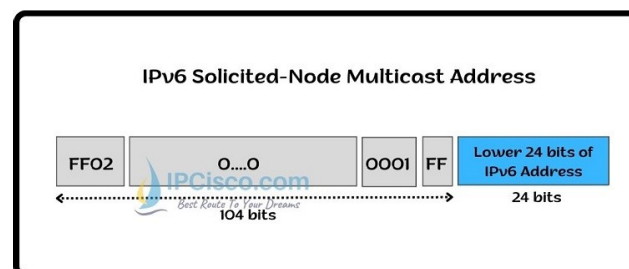 IPv6 Solicited-Node Multicast Address
FF02
0....0
0001
FF
Lower 24 bits of
IPv6 Address
IPCisco.com
Best Route To Your Dreams
104 bits
24 bits